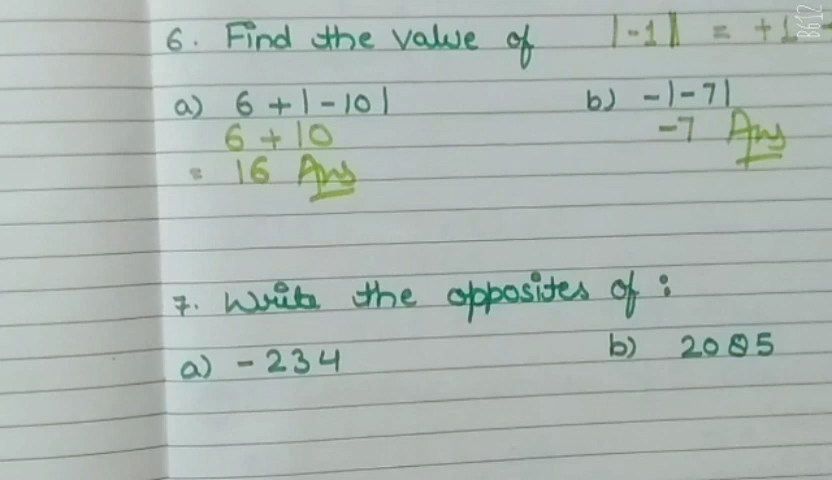 6. Find the value of |-1| = +1
a) 6 + |-10| b) -|-7|
6 + 10 -7 Ans
= 16 Ans
7. Write the opposites of :
a) -234 b) 2085
B612